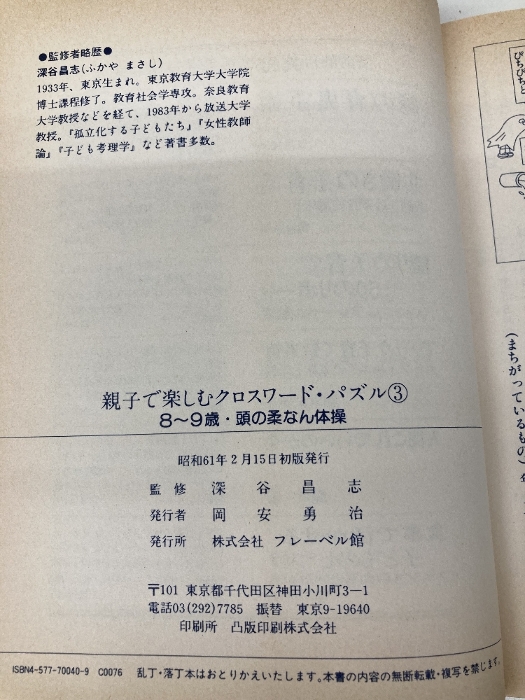 ●監修者略歴●
深谷昌志(ふかや まさし)
1933年、東京生まれ。東京教育大学大学院
博士課程修了。教育社会学専攻。奈良教育
大学教授などを経て、1983年から放送大学
教授。『孤立化する子どもたち』『女性教師
論』『子ども考理学』など著書多数。
親子で楽しむクロスワード・パズル③
8〜9歳・頭の柔なん体操
昭和61年2月15日初版発行
監修 深谷昌志
発行者 岡安勇治
発行所 株式会社 フレーベル館
〒101 東京都千代田区神田小川町3−1
電話03(292)7785 振替 東京9-19640
印刷所 凸版印刷株式会社
ISBN4-577-70040-9 C0076 乱丁・落丁本はおとりかえいたします。本書の内容の無断転載・複写を禁じます。
ぴちぴちと
(まちがっているもの)